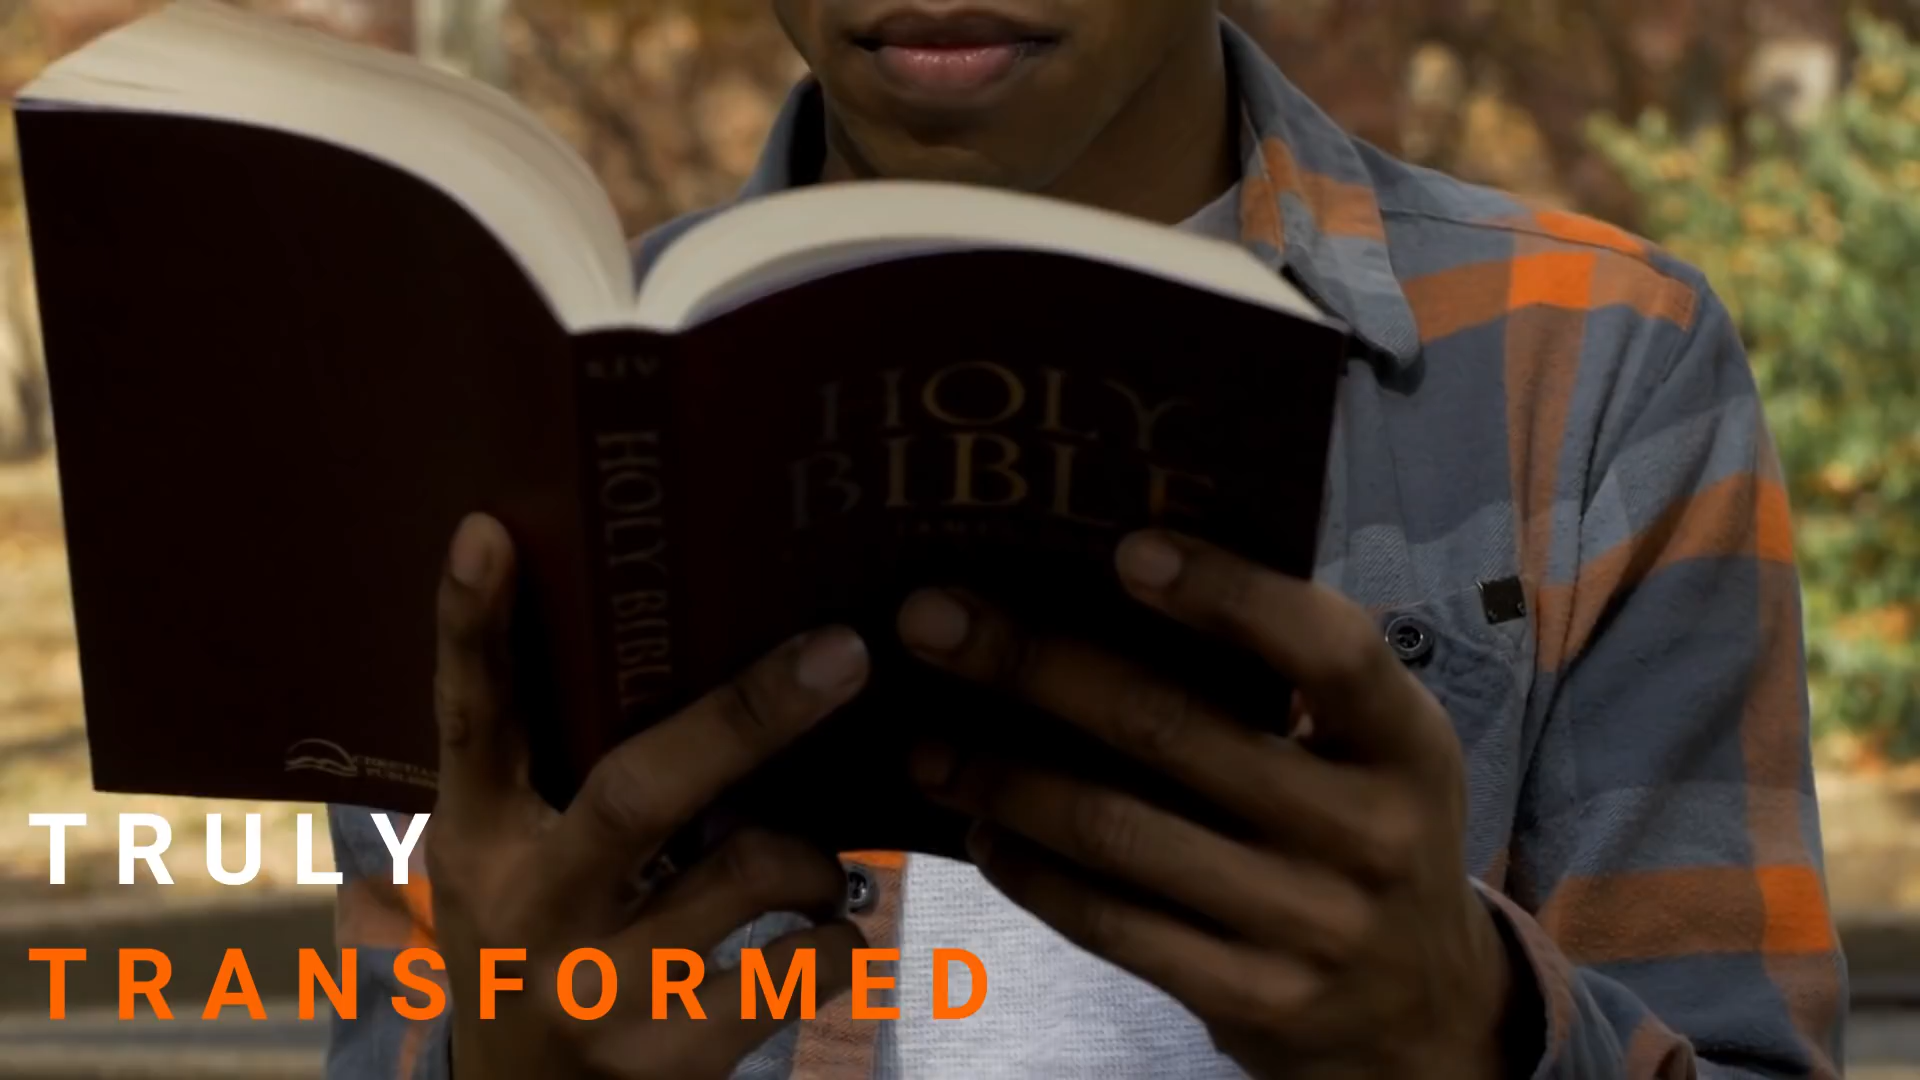 KJV
HOLY BIBLE
HOLY
BIBLE
TRULY
TRANSFORMED